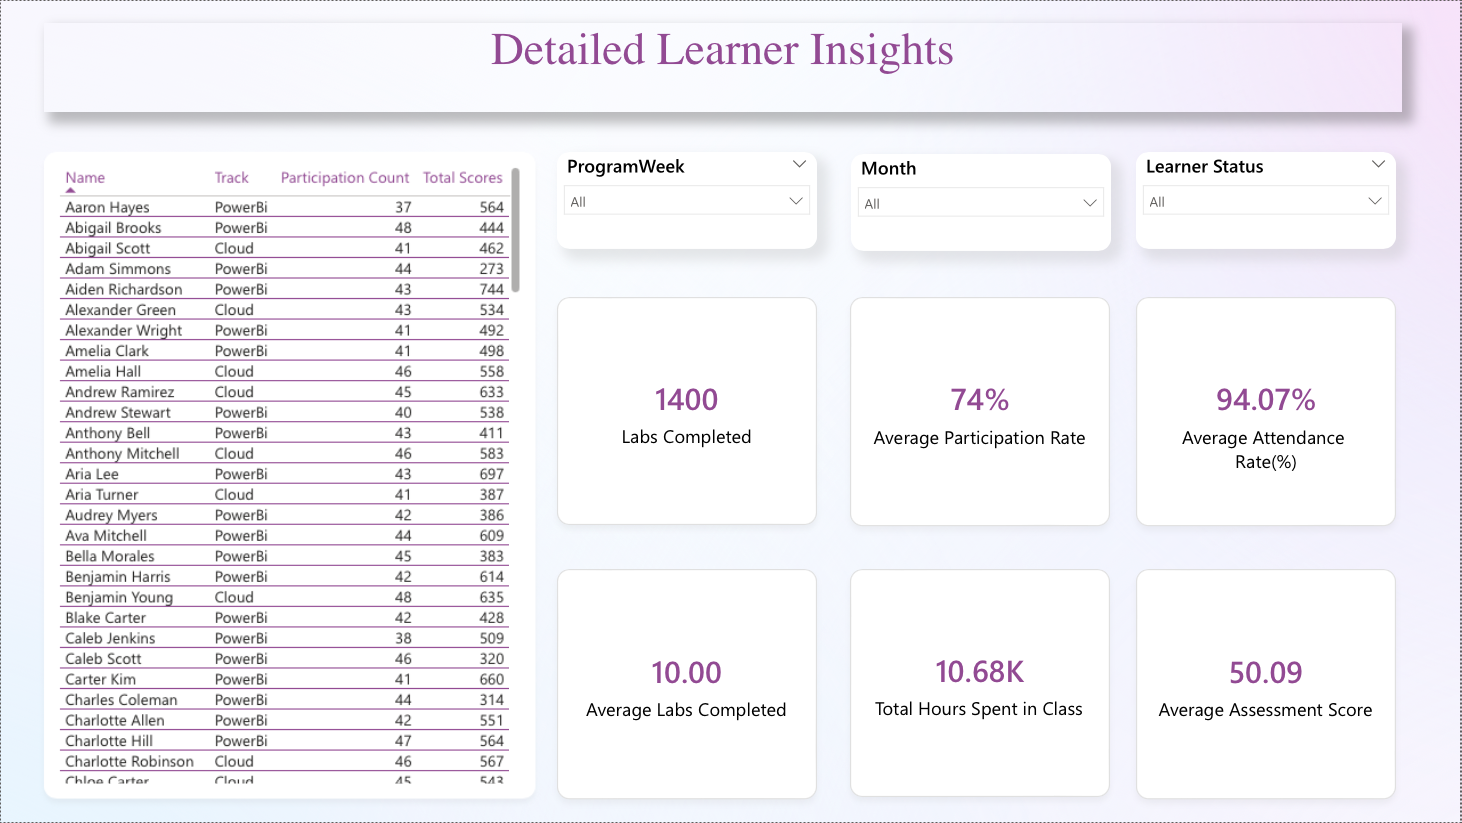 Detailed Learner Insights
Name Track Participation Count Total Scores
Aaron Hayes PowerBi 37 564
Abigail Brooks PowerBi 48 444
Abigail Scott Cloud 41 462
Adam Simmons PowerBi 44 273
Aiden Richardson PowerBi 43 744
Alexander Green Cloud 43 534
Alexander Wright PowerBi 41 492
Amelia Clark PowerBi 41 498
Amelia Hall Cloud 46 558
Andrew Ramirez Cloud 45 633
Andrew Stewart PowerBi 40 538
Anthony Bell PowerBi 43 411
Anthony Mitchell Cloud 46 583
Aria Lee PowerBi 43 697
Aria Turner Cloud 41 387
Audrey Myers PowerBi 42 386
Ava Mitchell PowerBi 44 609
Bella Morales PowerBi 45 383
Benjamin Harris PowerBi 42 614
Benjamin Young Cloud 48 635
Blake Carter PowerBi 42 428
Caleb Jenkins PowerBi 38 509
Caleb Scott PowerBi 46 320
Carter Kim PowerBi 41 660
Charles Coleman PowerBi 44 314
Charlotte Allen PowerBi 42 551
Charlotte Hill PowerBi 47 564
Charlotte Robinson Cloud 46 567
Chloe Carter Cloud 45 543
ProgramWeek
All
Month
All
Learner Status
All
1400
Labs Completed
74%
Average Participation Rate
94.07%
Average Attendance
Rate(%)
10.00
Average Labs Completed
10.68K
Total Hours Spent in Class
50.09
Average Assessment Score